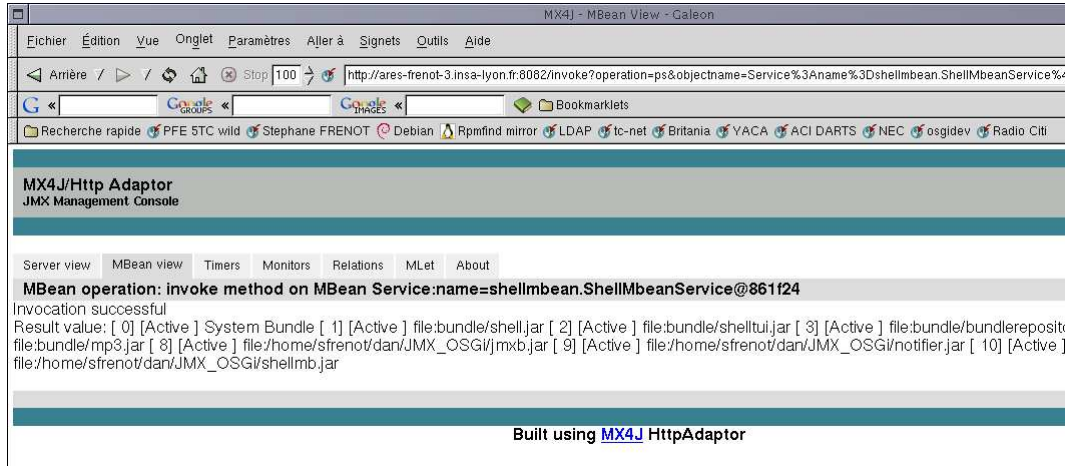 MX4J - MBean View - Galeon
Fichier Édition Vue Onglet Paramètres Aller à Signets Outils Aide
Arrière Stop 100 http://ares-frenot-3.insa-lyon.fr:8082/invoke?operation=ps&objectname=Service%3Aname%3Dshellmbean.ShellMbeanService%4
G « Google GROUPS « Google IMAGES « Bookmarklets
Recherche rapide PFE 5TC wild Stephane FRENOT Debian Rpmfind mirror LDAP tc-net Britania YACA ACI DARTS NEC osgidev Radio Citi
MX4J/Http Adaptor
JMX Management Console
Server view MBean view Timers Monitors Relations MLet About
MBean operation: invoke method on MBean Service:name=shellmbean.ShellMbeanService@861f24
Invocation successful
Result value: [ 0] [Active ] System Bundle [ 1] [Active ] file:bundle/shell.jar [ 2] [Active ] file:bundle/shelltui.jar [ 3] [Active ] file:bundle/bundlereposito
file:bundle/mp3.jar [ 8] [Active ] file:/home/sfrenot/dan/JMX_OSGi/jmxb.jar [ 9] [Active ] file:/home/sfrenot/dan/JMX_OSGi/notifier.jar [ 10] [Active ]
file:/home/sfrenot/dan/JMX_OSGi/shellmb.jar
Built using MX4J HttpAdaptor